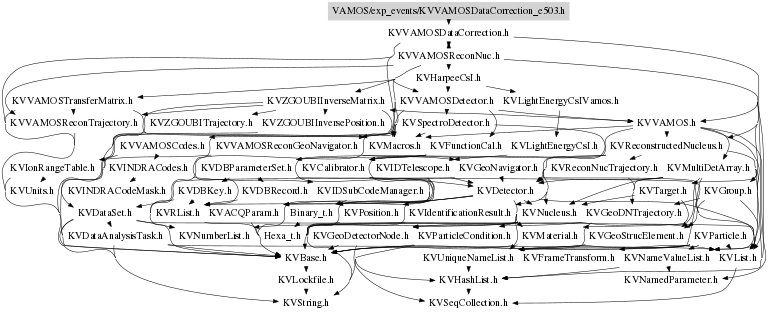 VAMOS/exp_events/KVVAMOSDataCorrection_e503.h
KVVAMOSDataCorrection.h
KVVAMOSReconNuc.h
KVHarpeeCsI.h
KVVAMOSTransferMatrix.h KVZGOUBIInverseMatrix.h KVVAMOSDetector.h KVLightEnergyCsIVamos.h
KVVAMOSReconTrajectory.h KVZGOUBITrajectory.h KVZGOUBIInversePosition.h KVSpectroDetector.h KVVAMOS.h
KVVAMOSCodes.h KVVAMOSReconGeoNavigator.h KVMacros.h KVFunctionCal.h KVLightEnergyCsI.h KVReconstructedNucleus.h
KVIonRangeTable.h KVINDRACodes.h KVDBParameterSet.h KVCalibrator.h KVIDTelescope.h KVGeoNavigator.h KVReconNucTrajectory.h KVMultiDetArray.h
KVUnits.h KVINDRACodeMask.h KVDBKey.h KVDBRecord.h KVIDSubCodeManager.h KVDetector.h KVTarget.h KVGroup.h
KVDataSet.h KVRList.h KVACQParam.h Binary_t.h KVPosition.h KVIdentificationResult.h KVNucleus.h KVGeoDNTrajectory.h
KVDataAnalysisTask.h KVNumberList.h Hexa_t.h KVGeoDetectorNode.h KVParticleCondition.h KVMaterial.h KVGeoStrucElement.h KVParticle.h
KVBase.h KVUniqueNameList.h KVFrameTransform.h KVNameValueList.h KVList.h
KVLockfile.h KVHashList.h KVNamedParameter.h
KVString.h KVSeqCollection.h